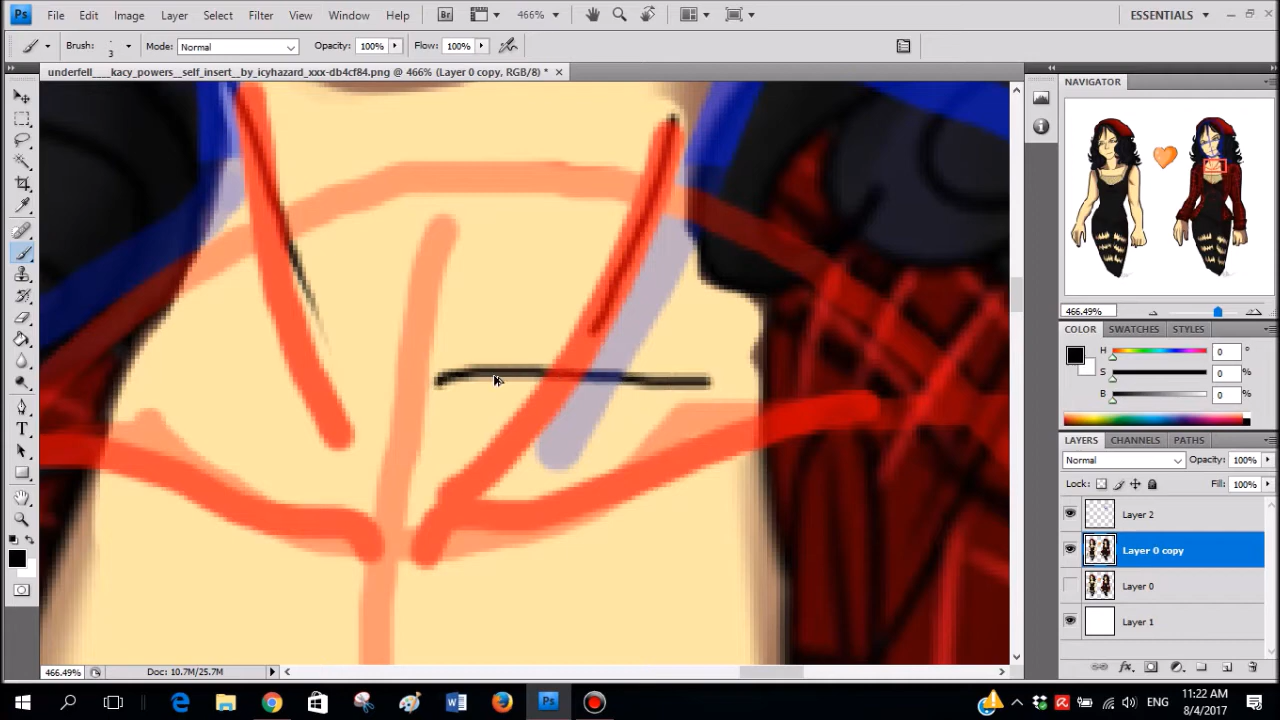 Ps File Edit Image Layer Select Filter View Window Help Br 466% ESSENTIALS
Brush: 3 Mode: Normal Opacity: 100% Flow: 100%
underfell____kacy_powers__self_insert__by_icyhazard_xxx-db4cf84.png @ 466% (Layer 0 copy, RGB/8) *
NAVIGATOR
466.49%
COLOR SWATCHES STYLES
H 0 °
S 0 %
B 0 %
LAYERS CHANNELS PATHS
Normal Opacity: 100%
Lock: Fill: 100%
Layer 2
Layer 0 copy
Layer 0
Layer 1
466.49% Doc: 10.7M/25.7M
ENG
11:22 AM
8/4/2017